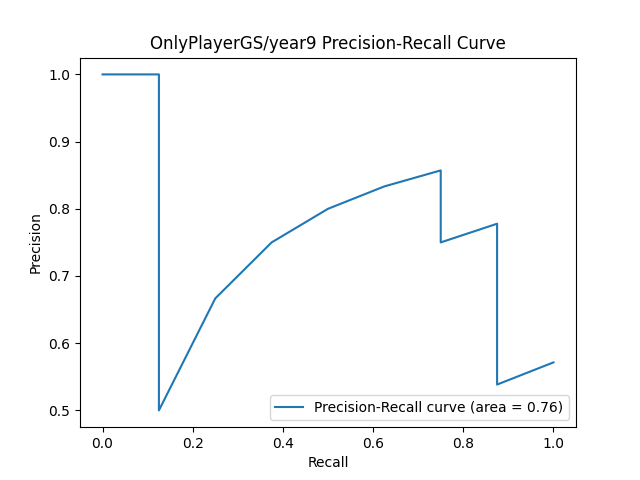 OnlyPlayerGS/year9 Precision-Recall Curve
1.0
0.9
0.8
0.7
0.6
0.5
Precision
Precision-Recall curve (area = 0.76)
0.0 0.2 0.4 0.6 0.8 1.0
Recall